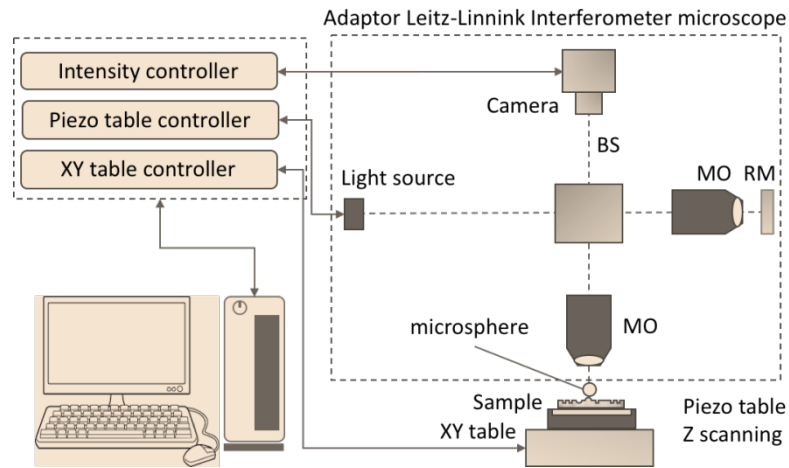 Adaptor Leitz-Linnink Interferometer microscope
Intensity controller
Piezo table controller
XY table controller
Camera
BS
Light source
MO RM
MO
microsphere
Sample
XY table
Piezo table
Z scanning